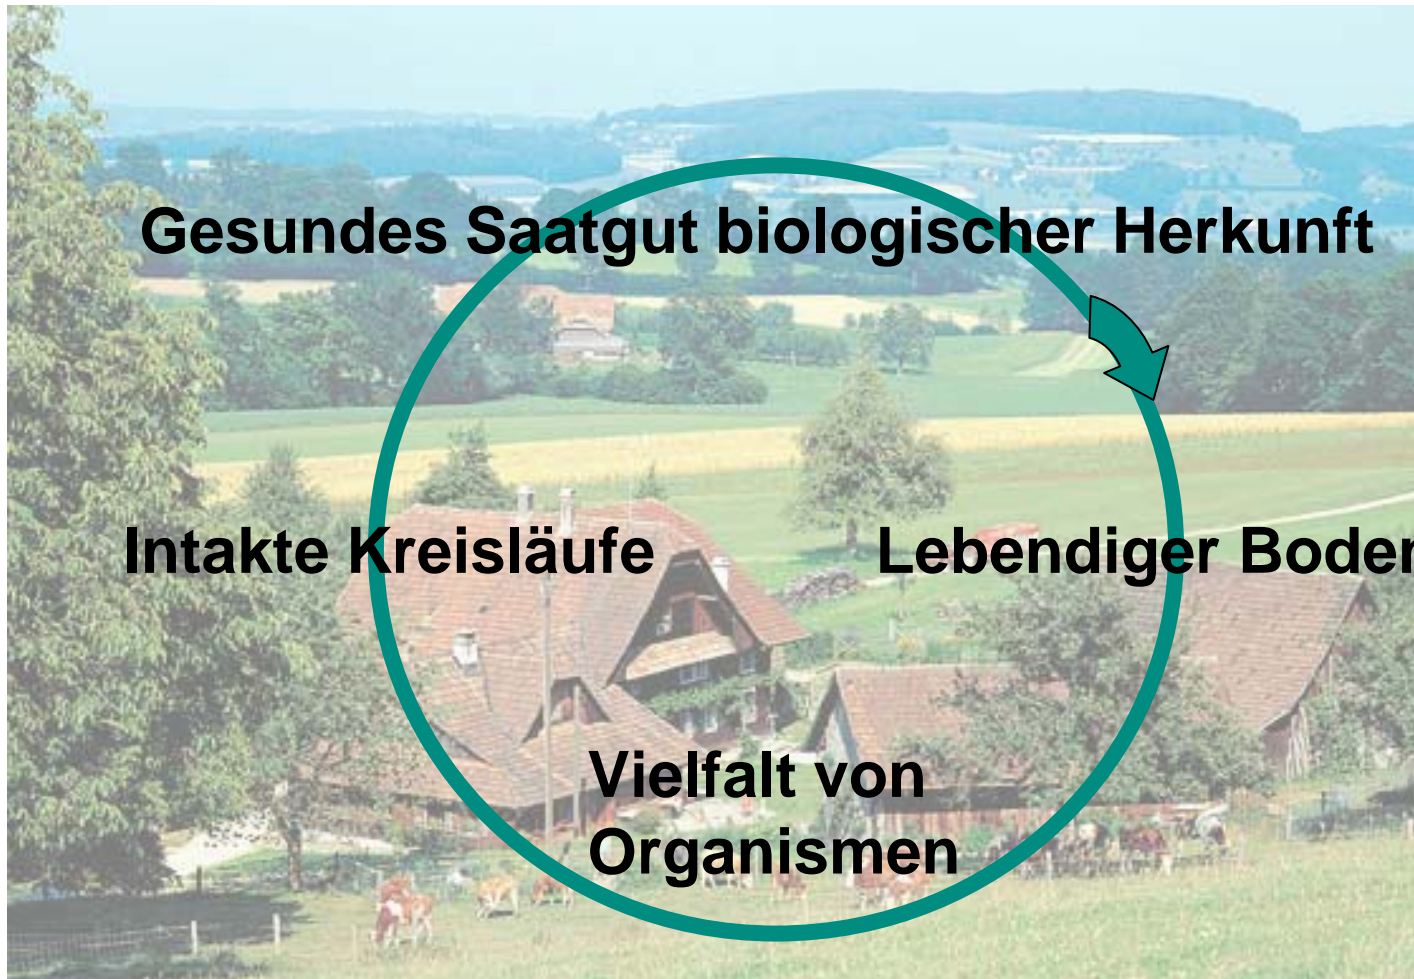 Gesundes Saatgut biologischer Herkunft
Intakte Kreisläufe
Lebendiger Boden
Vielfalt von
Organismen